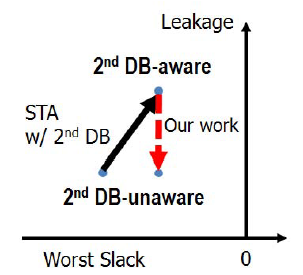 Leakage
2nd DB-aware
STA
w/ 2nd DB
Our work
2nd DB-unaware
Worst Slack
0